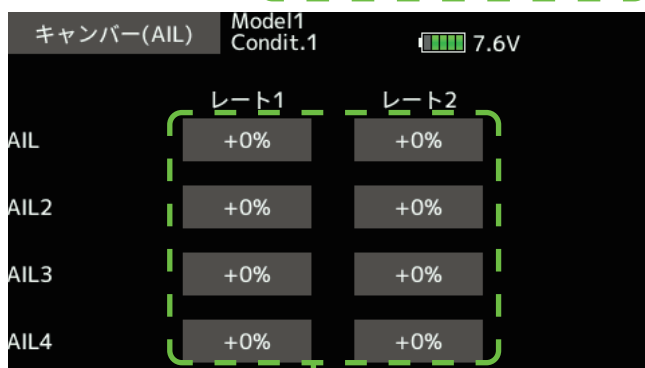 キャンバー(AIL)
Model1
Condit.1
7.6V
レート1 レート2
AIL +0% +0%
AIL2 +0% +0%
AIL3 +0% +0%
AIL4 +0% +0%